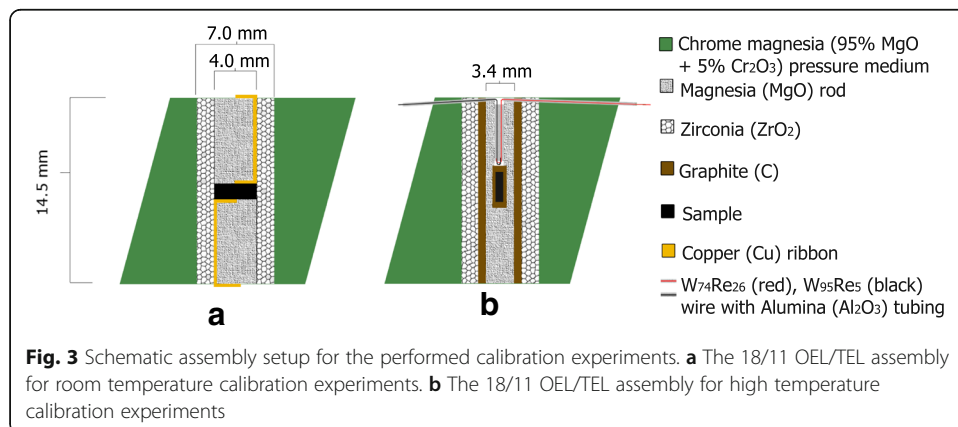 7.0 mm
4.0 mm
14.5 mm
a
3.4 mm
b
Chrome magnesia (95% MgO
+ 5% Cr2O3) pressure medium
Magnesia (MgO) rod
Zirconia (ZrO2)
Graphite (C)
Sample
Copper (Cu) ribbon
W74Re26 (red), W95Re5 (black)
wire with Alumina (Al2O3) tubing
Fig. 3 Schematic assembly setup for the performed calibration experiments. a The 18/11 OEL/TEL assembly
for room temperature calibration experiments. b The 18/11 OEL/TEL assembly for high temperature
calibration experiments